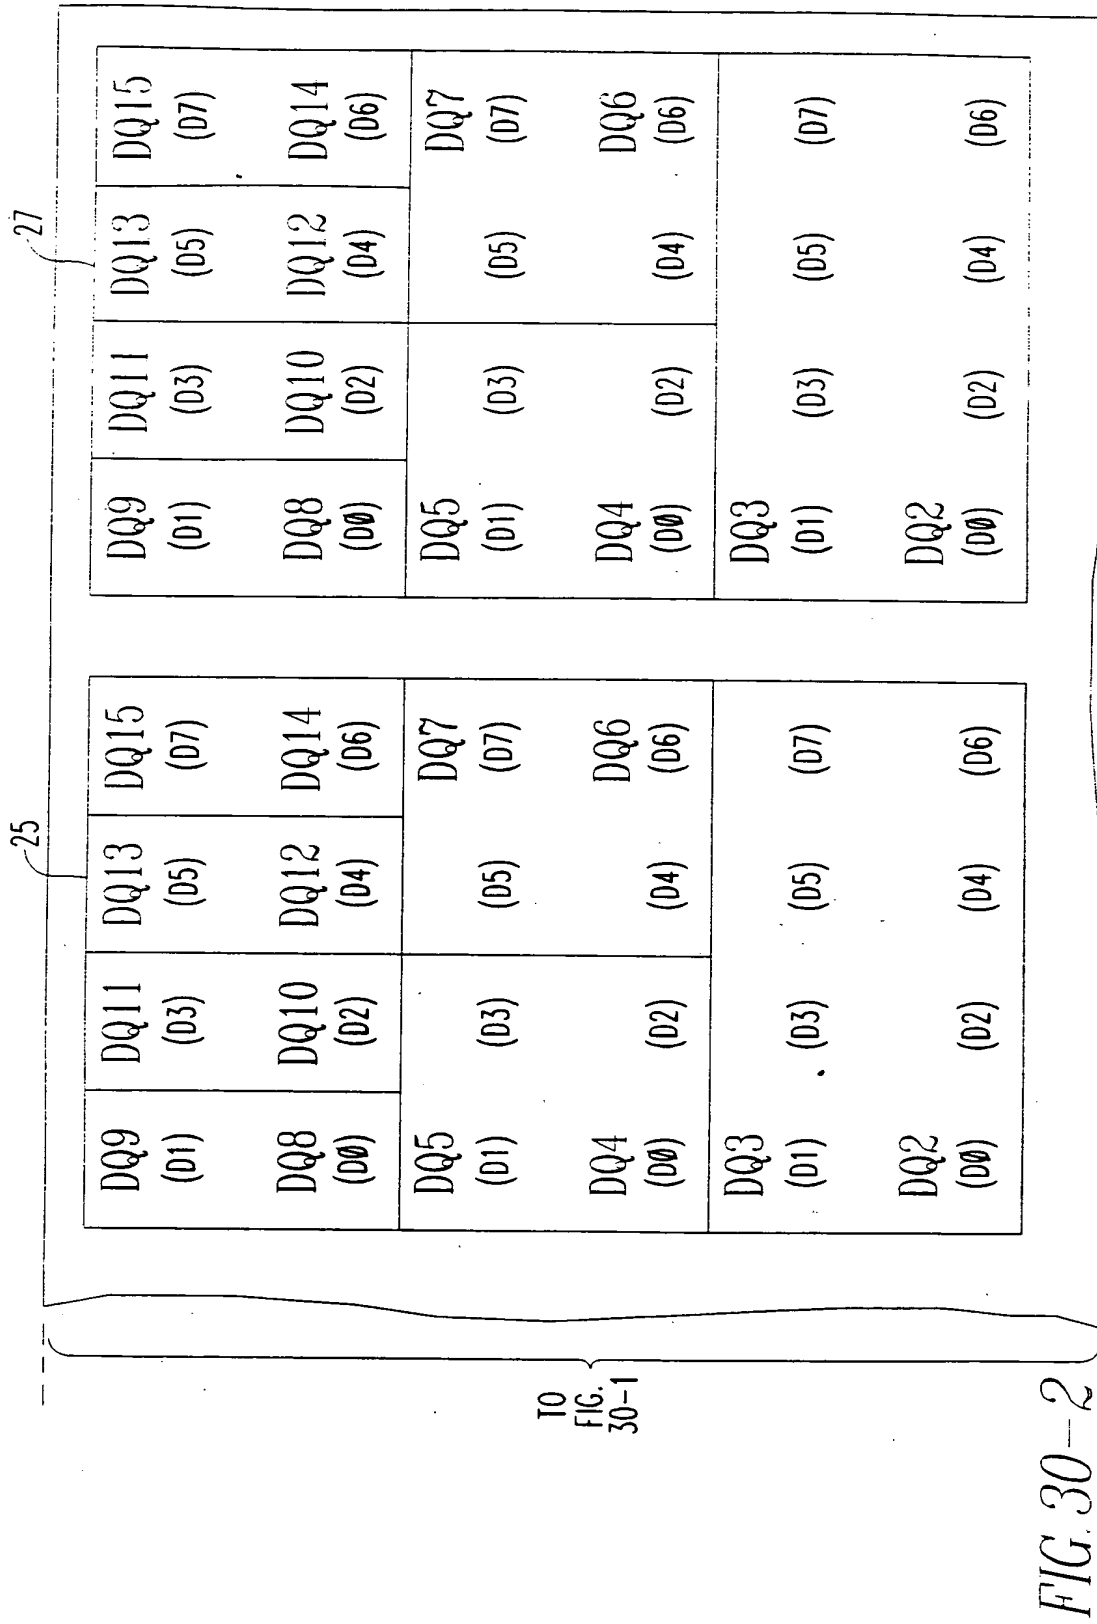 27
DQ15 (D7)
DQ14 (D6)
DQ7 (D7)
DQ6 (D6)
(D7)
(D6)
DQ13 (D5)
DQ12 (D4)
(D5)
(D4)
(D5)
(D4)
DQ11 (D3)
DQ10 (D2)
(D3)
(D2)
(D3)
(D2)
DQ9 (D1)
DQ8 (DØ)
DQ5 (D1)
DQ4 (DØ)
DQ3 (D1)
DQ2 (DØ)
25
DQ15 (D7)
DQ14 (D6)
DQ7 (D7)
DQ6 (D6)
(D7)
(D6)
DQ13 (D5)
DQ12 (D4)
(D5)
(D4)
(D5)
(D4)
DQ11 (D3)
DQ10 (D2)
(D3)
(D2)
(D3)
(D2)
DQ9 (D1)
DQ8 (DØ)
DQ5 (D1)
DQ4 (DØ)
DQ3 (D1)
DQ2 (DØ)
TO
FIG.
30-1
FIG. 30-2